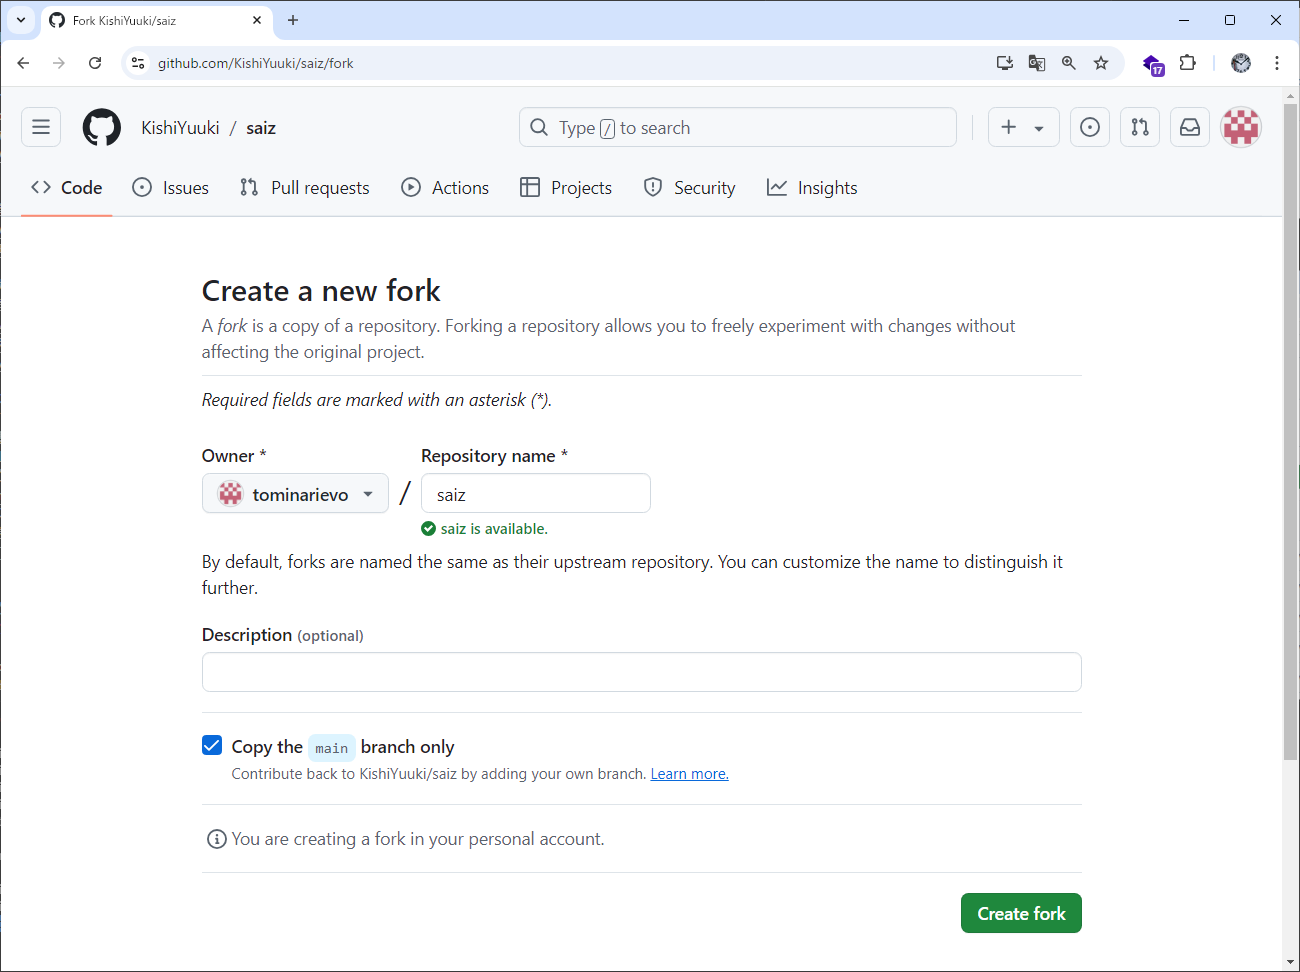 Fork KishiYuuki/saiz
github.com/KishiYuuki/saiz/fork
17
KishiYuuki / saiz
Type / to search
Code
Issues
Pull requests
Actions
Projects
Security
Insights
Create a new fork
A fork is a copy of a repository. Forking a repository allows you to freely experiment with changes without
affecting the original project.
Required fields are marked with an asterisk (*).
Owner *
Repository name *
tominarievo
/
saiz
saiz is available.
By default, forks are named the same as their upstream repository. You can customize the name to distinguish it
further.
Description (optional)
Copy the main branch only
Contribute back to KishiYuuki/saiz by adding your own branch. Learn more.
You are creating a fork in your personal account.
Create fork